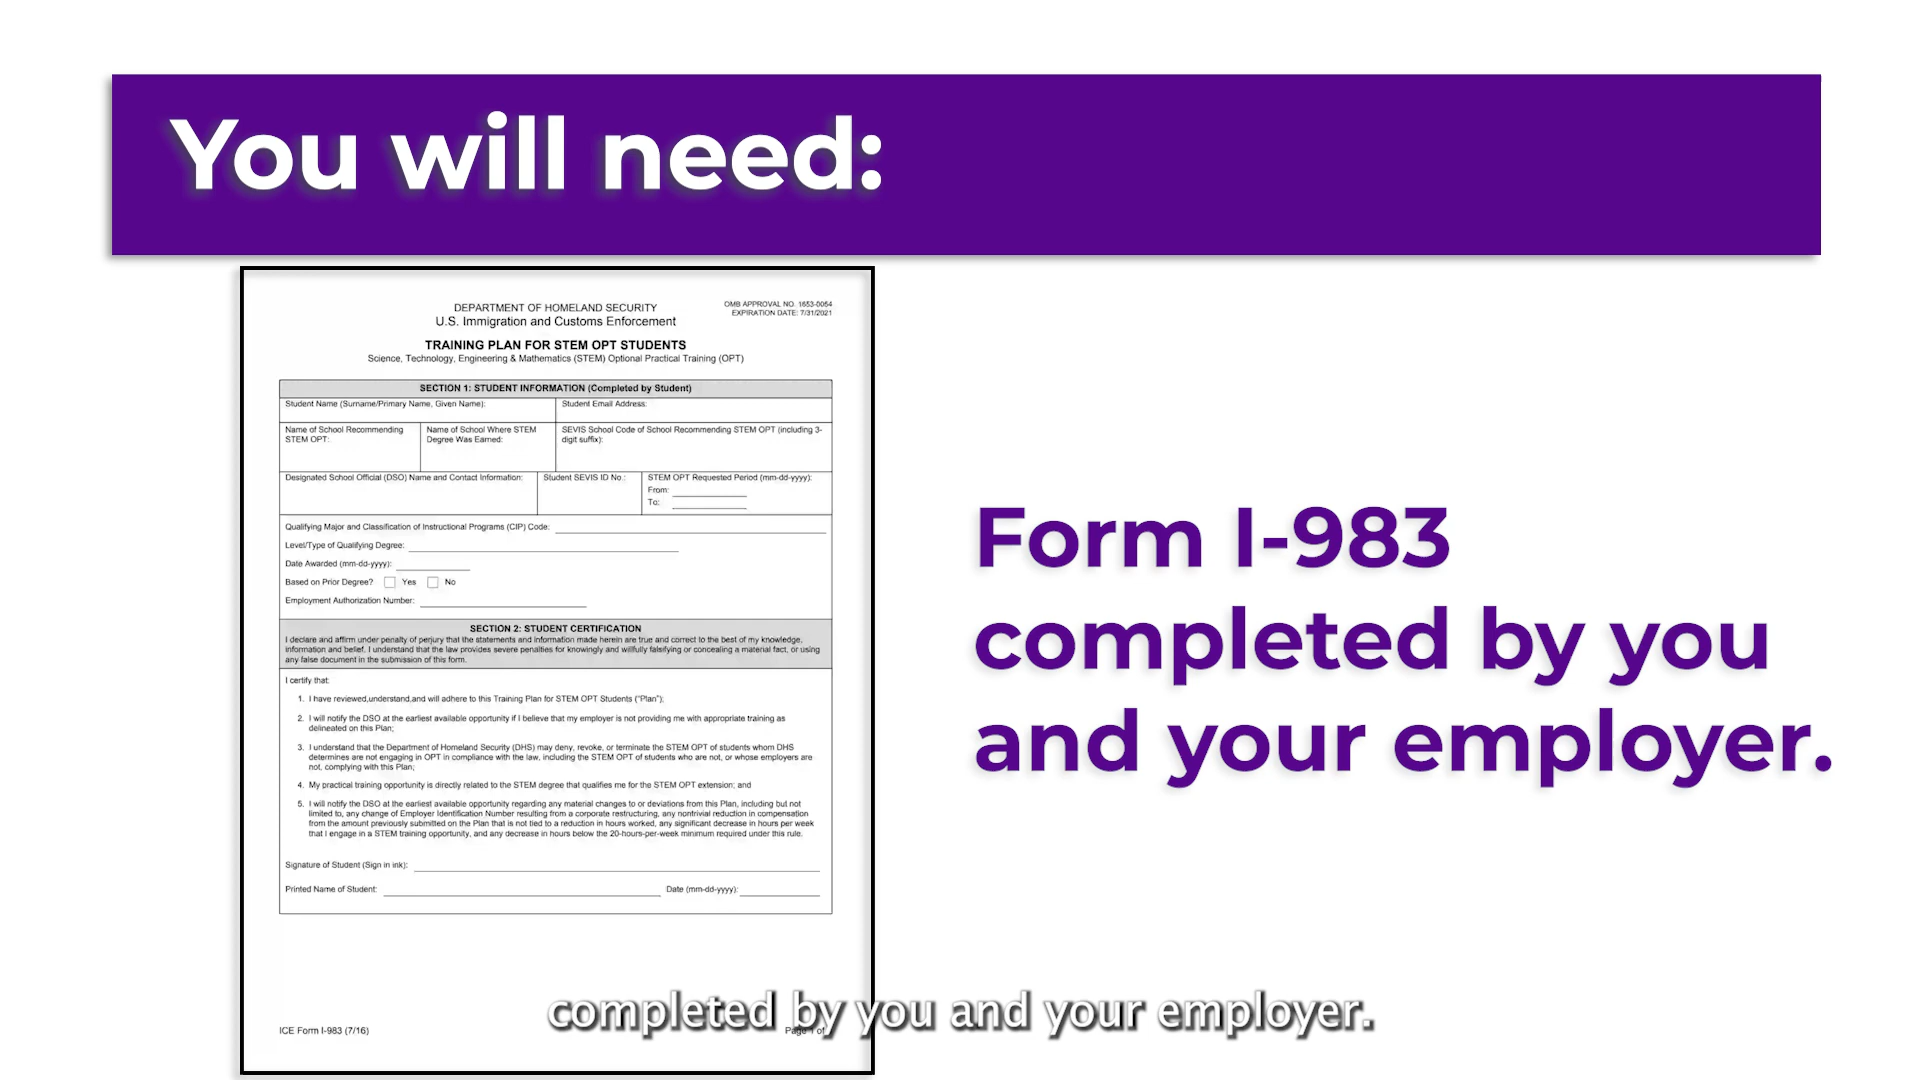 You will need:
DEPARTMENT OF HOMELAND SECURITY
U.S. Immigration and Customs Enforcement
OMB APPROVAL NO. 1653-0054
EXPIRATION DATE: 7/31/2021
TRAINING PLAN FOR STEM OPT STUDENTS
Science, Technology, Engineering & Mathematics (STEM) Optional Practical Training (OPT)
SECTION 1: STUDENT INFORMATION (Completed by Student)
Student Name (Surname/Primary Name, Given Name):
Student Email Address:
Name of School Recommending
STEM OPT:
Name of School Where STEM
Degree Was Earned:
SEVIS School Code of School Recommending STEM OPT (including 3-
digit suffix):
Designated School Official (DSO) Name and Contact Information:
Student SEVIS ID No.:
STEM OPT Requested Period (mm-dd-yyyy):
From:
To:
Qualifying Major and Classification of Instructional Programs (CIP) Code:
Level/Type of Qualifying Degree:
Date Awarded (mm-dd-yyyy):
Based on Prior Degree? Yes No
Employment Authorization Number:
SECTION 2: STUDENT CERTIFICATION
I declare and affirm under penalty of perjury that the statements and information made herein are true and correct to the best of my knowledge,
information and belief. I understand that the law provides severe penalties for knowingly and willfully falsifying or concealing a material fact, or using
any false document in the submission of this form.
I certify that:
1. I have reviewed,understand,and will adhere to this Training Plan for STEM OPT Students ("Plan");
2. I will notify the DSO at the earliest available opportunity if I believe that my employer is not providing me with appropriate training as
delineated on this Plan;
3. I understand that the Department of Homeland Security (DHS) may deny, revoke, or terminate the STEM OPT of students whom DHS
determines are not engaging in OPT in compliance with the law, including the STEM OPT of students who are not, or whose employers are
not, complying with this Plan;
4. My practical training opportunity is directly related to the STEM degree that qualifies me for the STEM OPT extension; and
5. I will notify the DSO at the earliest available opportunity regarding any material changes to or deviations from this Plan, including but not
limited to, any change of Employer Identification Number resulting from a corporate restructuring, any nontrivial reduction in compensation
from the amount previously submitted on the Plan that is not tied to a reduction in hours worked, any significant decrease in hours per week
that I engage in a STEM training opportunity, and any decrease in hours below the 20-hours-per-week minimum required under this rule.
Signature of Student (Sign in ink):
Printed Name of Student:
Date (mm-dd-yyyy):
ICE Form I-983 (7/16)
Page 1 of
Form I-983
completed by you
and your employer.
completed by you and your employer.